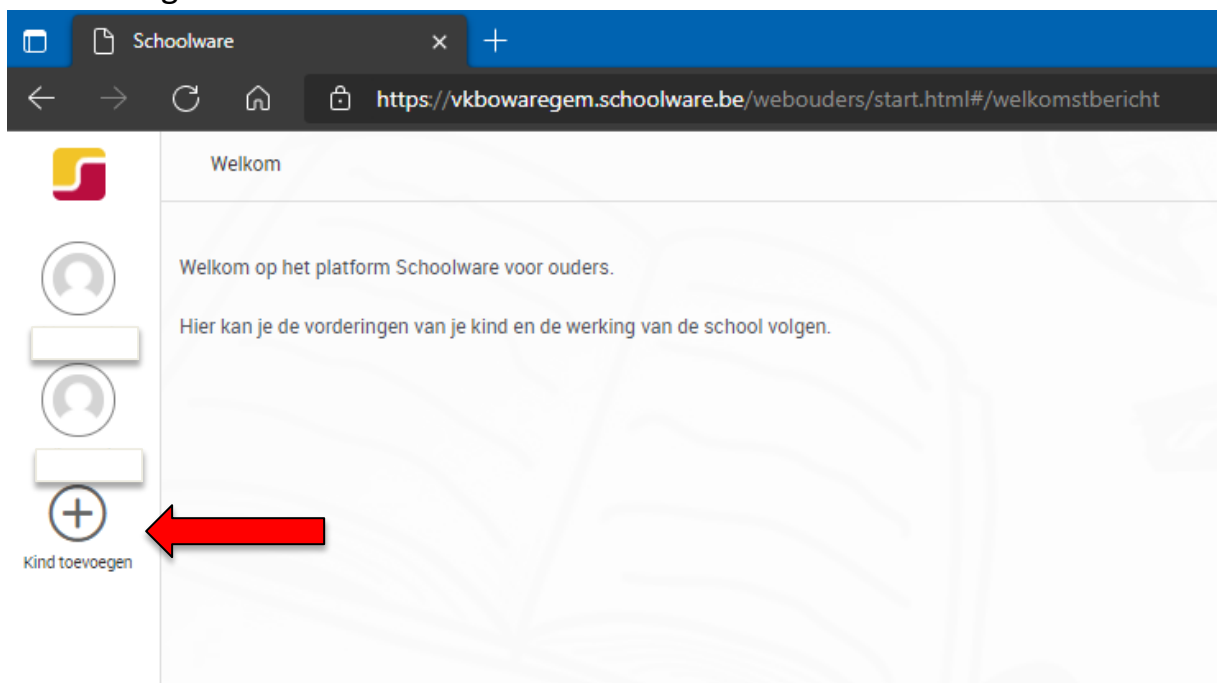 Schoolware
https://vkbowaregem.schoolware.be/webouders/start.html#/welkomstbericht
Welkom
Welkom op het platform Schoolware voor ouders.
Hier kan je de vorderingen van je kind en de werking van de school volgen.
Kind toevoegen